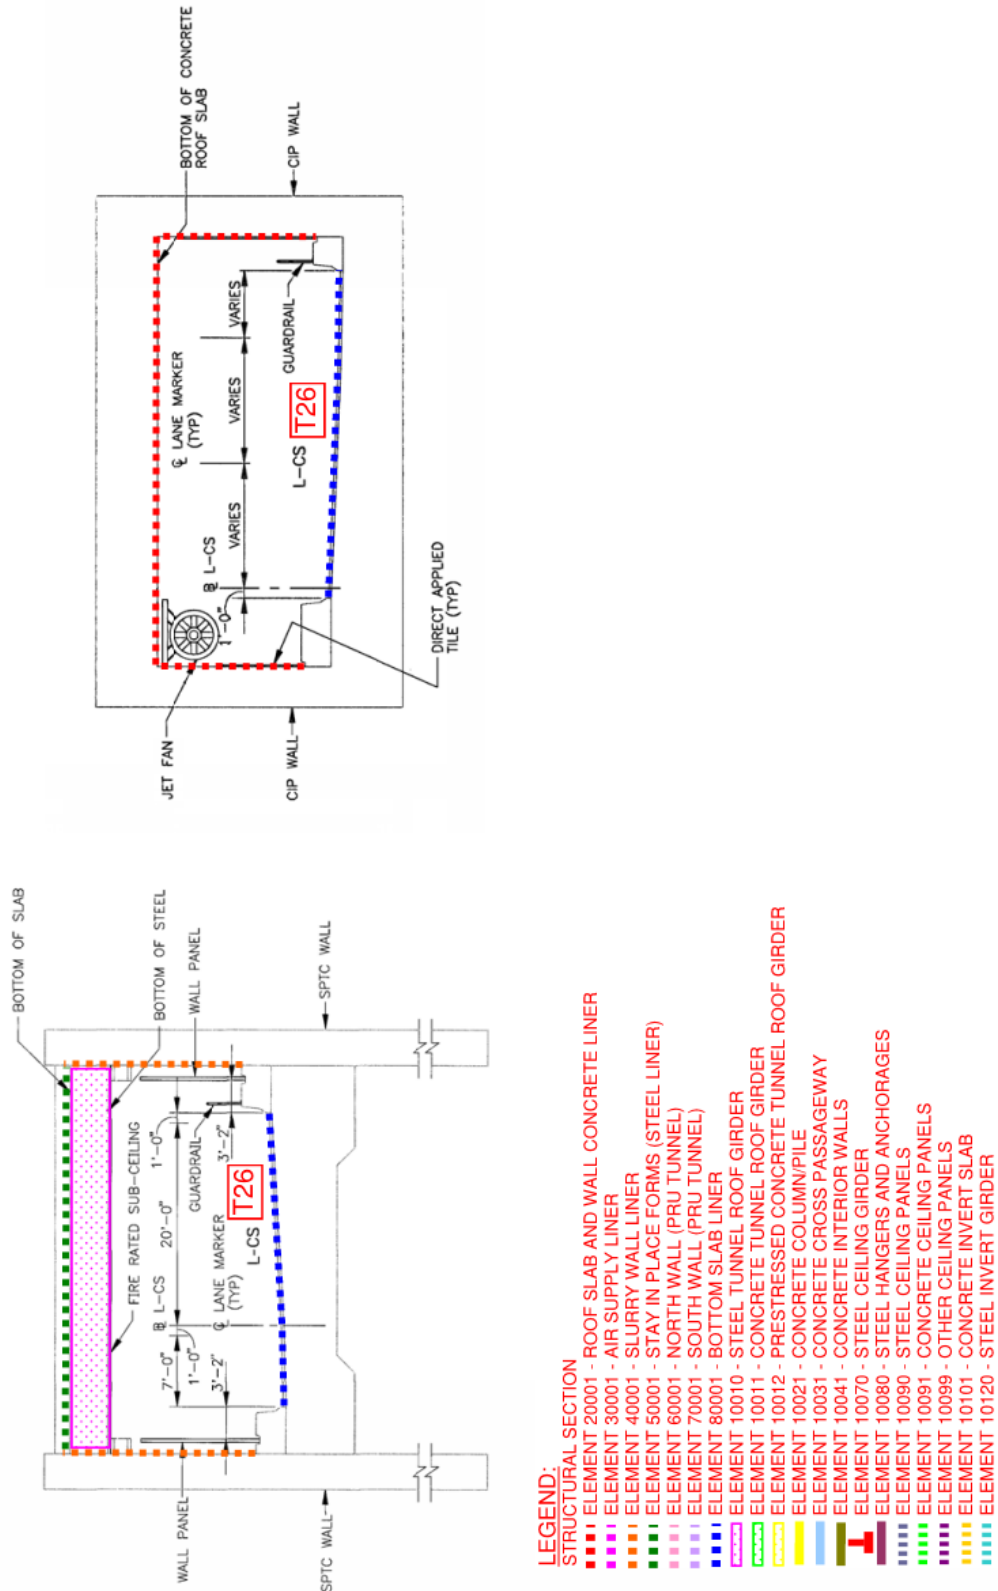 BOTTOM OF CONCRETE
ROOF SLAB
CIP WALL
℄ LANE MARKER
(TYP)
VARIES
VARIES
VARIES
GUARDRAIL
T26
L-CS
L-CS
1'-0"
JET FAN
CIP WALL
DIRECT APPLIED
TILE (TYP)
BOTTOM OF SLAB
BOTTOM OF STEEL
WALL PANEL
SPTC WALL
FIRE RATED SUB-CEILING
1'-0"
20'-0"
GUARDRAIL
3'-2"
T26
L-CS
L-CS
℄ LANE MARKER
(TYP)
7'-0"
1'-0"
3'-2"
WALL PANEL
SPTC WALL
LEGEND:
STRUCTURAL SECTION
ELEMENT 20001 - ROOF SLAB AND WALL CONCRETE LINER
ELEMENT 30001 - AIR SUPPLY LINER
ELEMENT 40001 - SLURRY WALL LINER
ELEMENT 50001 - STAY IN PLACE FORMS (STEEL LINER)
ELEMENT 60001 - NORTH WALL (PRU TUNNEL)
ELEMENT 70001 - SOUTH WALL (PRU TUNNEL)
ELEMENT 80001 - BOTTOM SLAB LINER
ELEMENT 10010 - STEEL TUNNEL ROOF GIRDER
ELEMENT 10011 - CONCRETE TUNNEL ROOF GIRDER
ELEMENT 10012 - PRESTRESSED CONCRETE TUNNEL ROOF GIRDER
ELEMENT 10021 - CONCRETE COLUMN/PILE
ELEMENT 10031 - CONCRETE CROSS PASSAGEWAY
ELEMENT 10041 - CONCRETE INTERIOR WALLS
ELEMENT 10070 - STEEL CEILING GIRDER
ELEMENT 10080 - STEEL HANGERS AND ANCHORAGES
ELEMENT 10090 - STEEL CEILING PANELS
ELEMENT 10091 - CONCRETE CEILING PANELS
ELEMENT 10099 - OTHER CEILING PANELS
ELEMENT 10101 - CONCRETE INVERT SLAB
ELEMENT 10120 - STEEL INVERT GIRDER